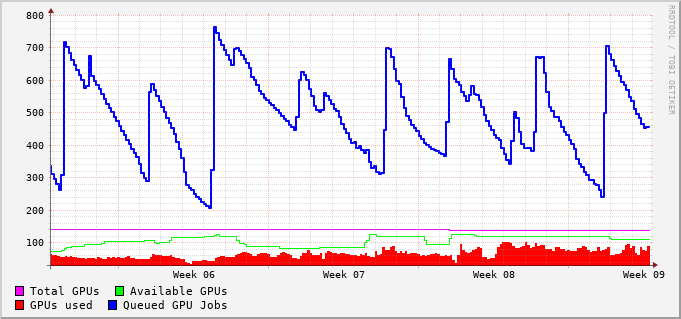 800
700
600
500
400
300
200
100
Week 06 Week 07 Week 08 Week 09
Total GPUs Available GPUs
GPUs used Queued GPU Jobs
RRDTOOL / TOBI OETIKER